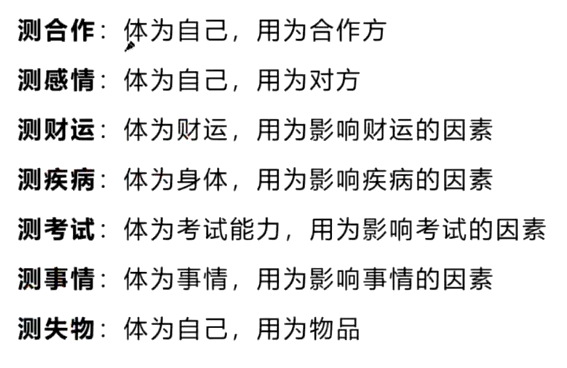 测合作：体为自己，用为合作方
测感情：体为自己，用为对方
测财运：体为财运，用为影响财运的因素
测疾病：体为身体，用为影响疾病的因素
测考试：体为考试能力，用为影响考试的因素
测事情：体为事情，用为影响事情的因素
测失物：体为自己，用为物品